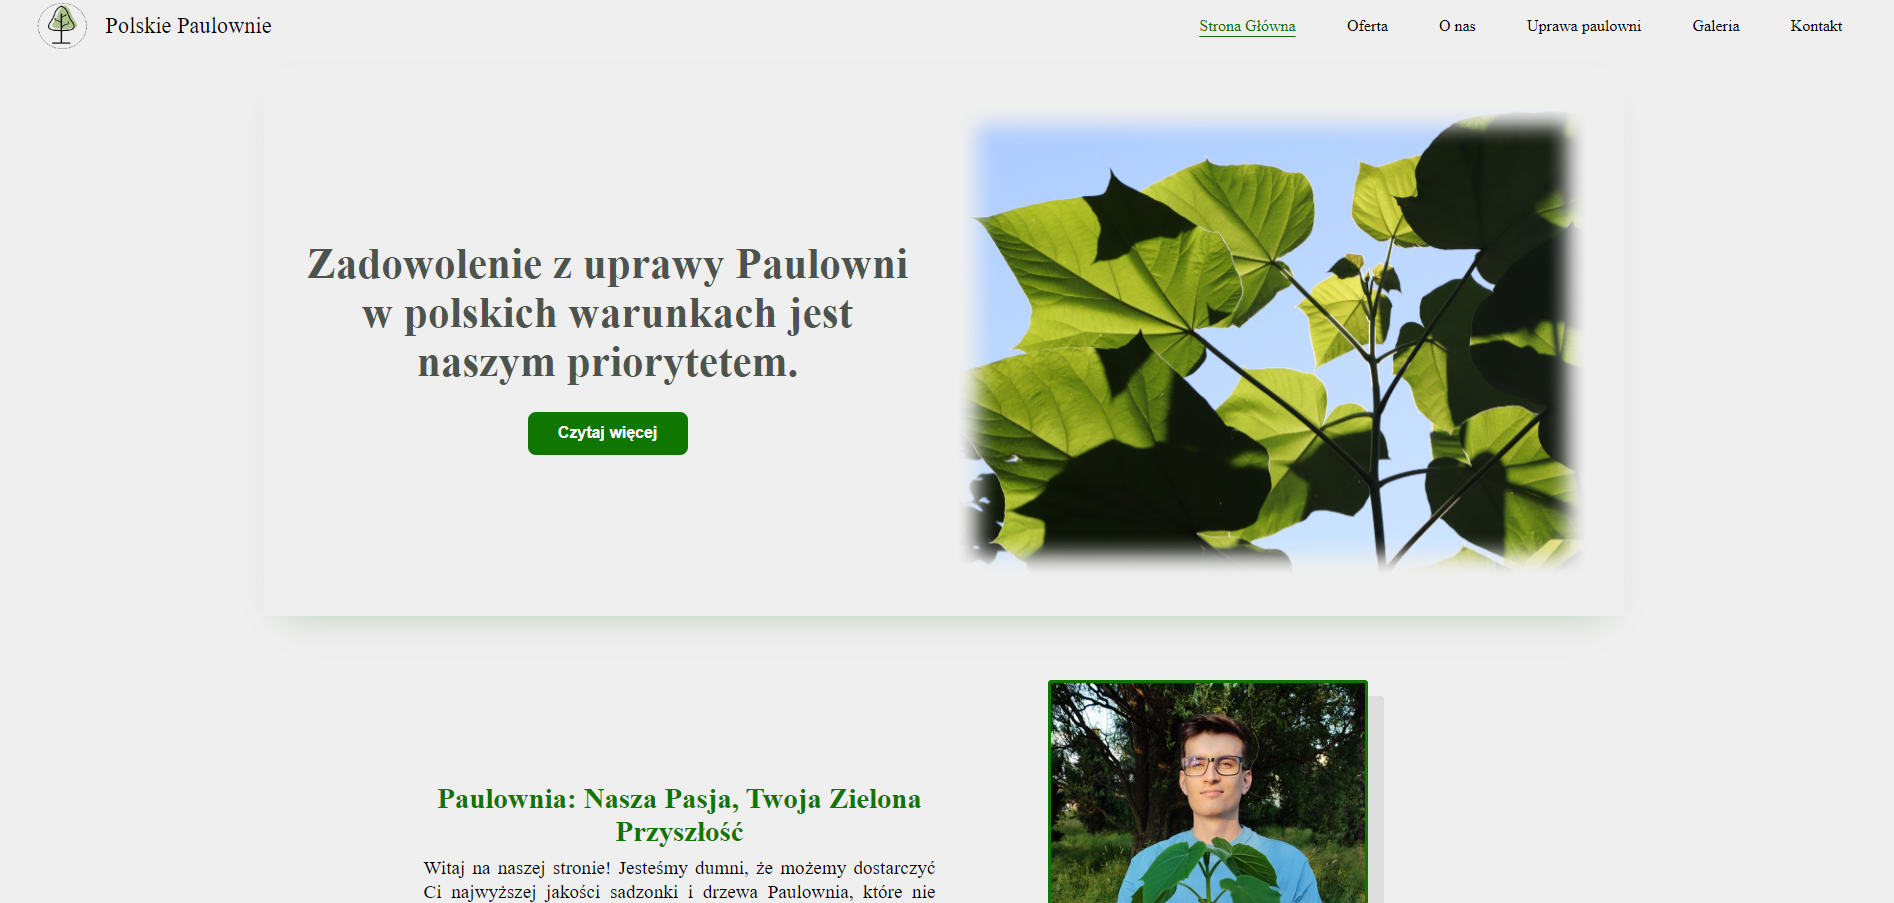 Polskie Paulownie
Strona Główna
Oferta
O nas
Uprawa paulowni
Galeria
Kontakt
Zadowolenie z uprawy Paulowni
w polskich warunkach jest
naszym priorytetem.
Czytaj więcej
Paulownia: Nasza Pasja, Twoja Zielona
Przyszłość
Witaj na naszej stronie! Jesteśmy dumni, że możemy dostarczyć
Ci najwyższej jakości sadzonki i drzewa Paulownia, które nie